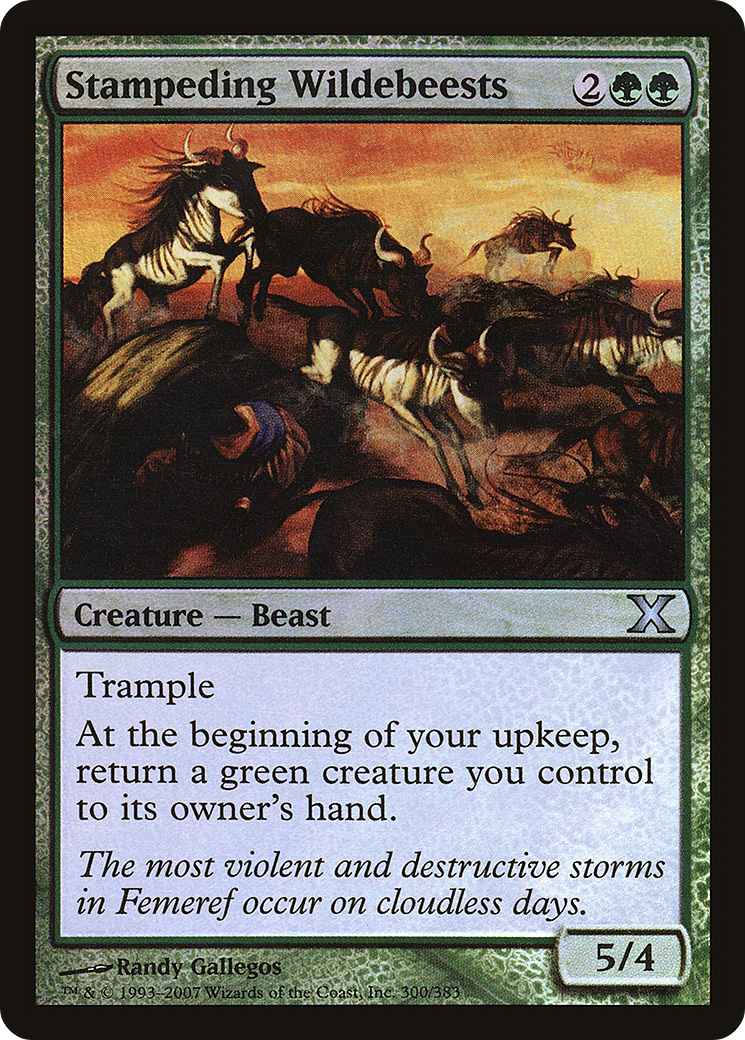 Stampeding Wildebeests 2
Creature — Beast X
Trample
At the beginning of your upkeep,
return a green creature you control
to its owner's hand.
The most violent and destructive storms
in Femeref occur on cloudless days.
5/4
Randy Gallegos
™ & © 1993–2007 Wizards of the Coast, Inc. 300/383